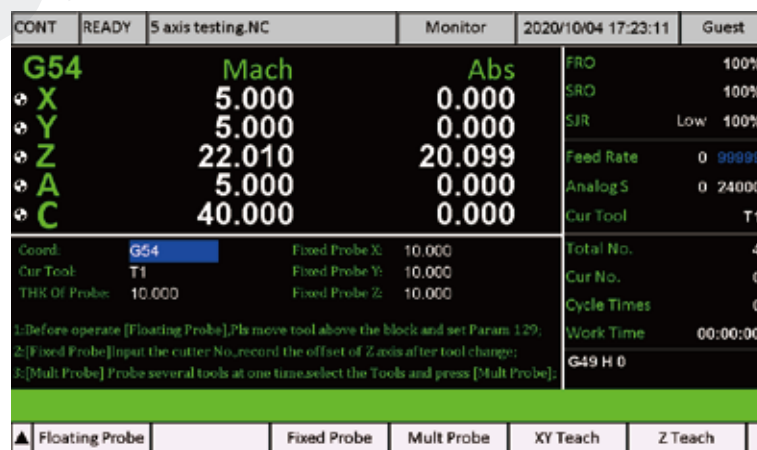 CONT READY 5 axis testing.NC Monitor 2020/10/04 17:23:11 Guest
G54 Mach Abs
X 5.000 0.000
Y 5.000 0.000
Z 22.010 20.099
A 5.000 0.000
C 40.000 0.000
FRO 100%
SRO 100%
SJR Low 100%
Feed Rate 0 99999
Analog S 0 24000
Cur Tool T1
Coord: G54 Fixed Probe X: 10.000
Cur Tool: T1 Fixed Probe Y: 10.000
THK Of Probe: 10.000 Fixed Probe Z: 10.000
1:Before operate [Floating Probe],Pls move tool above the block and set Param 129;
2:[Fixed Probe]Input the cutter No.,record the offset of Z axis after tool change;
3:[Mult Probe] Probe several tools at one time.select the Tools and press [Mult Probe];
Total No.
Cur No.
Cycle Times
Work Time 00:00:00
G49 H 0
▲ Floating Probe Fixed Probe Mult Probe XY Teach Z Teach